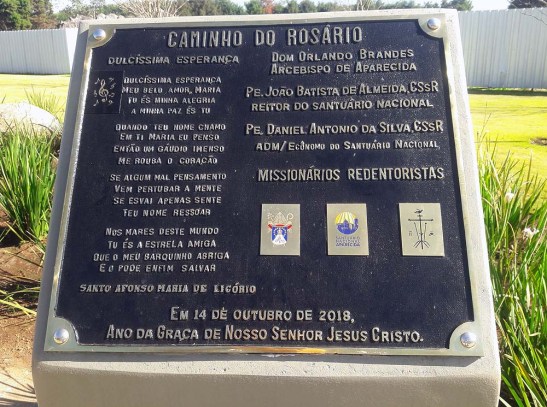 CAMINHO DO ROSÁRIO
DULCÍSSIMA ESPERANÇA
DULCÍSSIMA ESPERANÇA
MEU BELO AMOR, MARIA
TU ÉS MINHA ALEGRIA
A MINHA PAZ ÉS TU
QUANDO TEU NOME CHAMO
EM TI MARIA EU PENSO
ENTÃO UM GÁUDIO IMENSO
ME ROUBA O CORAÇÃO
SE ALGUM MAL PENSAMENTO
VEM PERTUBAR A MENTE
SE ESVAI APENAS SENTE
TEU NOME RESSOAR
NOS MARES DESTE MUNDO
TU ÉS A ESTRELA AMIGA
QUE O MEU BARQUINHO ABRIGA
E O PODE ENFIM SALVAR
SANTO AFONSO MARIA DE LIGÓRIO
DOM ORLANDO BRANDES
ARCEBISPO DE APARECIDA
PE. JOÃO BATISTA DE ALMEIDA, CSSR
REITOR DO SANTUÁRIO NACIONAL
PE. DANIEL ANTONIO DA SILVA, CSSR
ADM/ECÔNOMO DO SANTUÁRIO NACIONAL
MISSIONÁRIOS REDENTORISTAS
SANTUÁRIO
NACIONAL
APARECIDA
EM 14 DE OUTUBRO DE 2018,
ANO DA GRAÇA DE NOSSO SENHOR JESUS CRISTO.